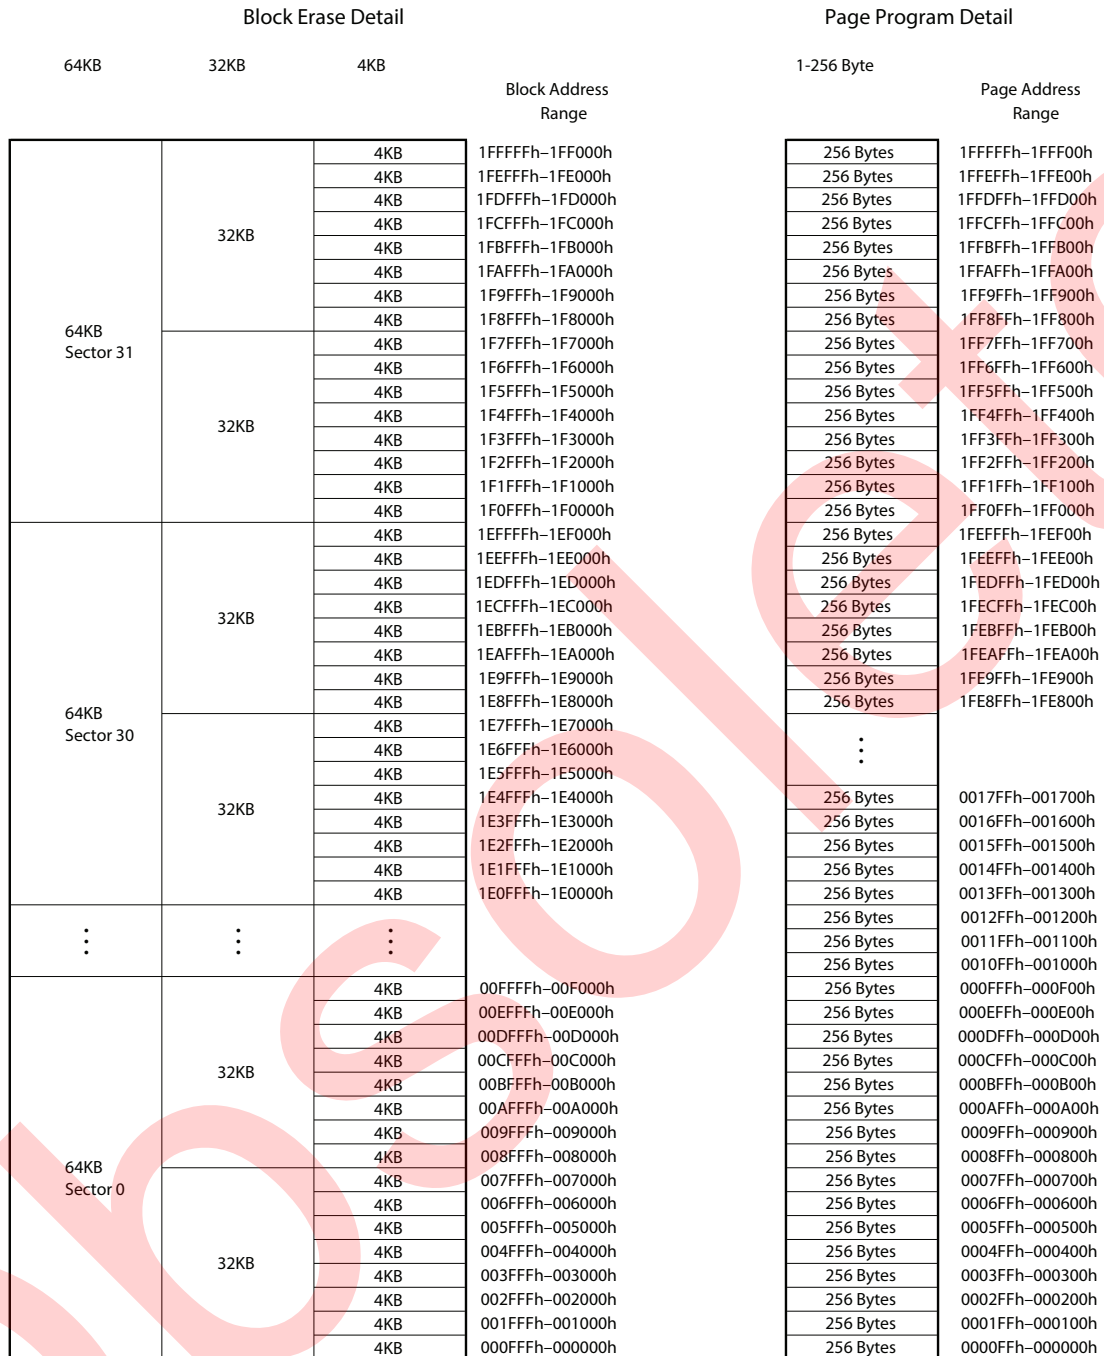 Block Erase Detail Page Program Detail
64KB 32KB 4KB 1-256 Byte
Block Address Page Address
Range Range
4KB 1FFFFFh–1FF000h 256 Bytes 1FFFFFh–1FFF00h
4KB 1FEFFFh–1FE000h 256 Bytes 1FFEFFh–1FFE00h
4KB 1FDFFFh–1FD000h 256 Bytes 1FFDFFh–1FFD00h
4KB 1FCFFFh–1FC000h 256 Bytes 1FFCFFh–1FFC00h
32KB
4KB 1FBFFFh–1FB000h 256 Bytes 1FFBFFh–1FFB00h
4KB 1FAFFFh–1FA000h 256 Bytes 1FFAFFh–1FFA00h
4KB 1F9FFFh–1F9000h 256 Bytes 1FF9FFh–1FF900h
4KB 1F8FFFh–1F8000h 256 Bytes 1FF8FFh–1FF800h
64KB
Sector 31
4KB 1F7FFFh–1F7000h 256 Bytes 1FF7FFh–1FF700h
4KB 1F6FFFh–1F6000h 256 Bytes 1FF6FFh–1FF600h
4KB 1F5FFFh–1F5000h 256 Bytes 1FF5FFh–1FF500h
4KB 1F4FFFh–1F4000h 256 Bytes 1FF4FFh–1FF400h
32KB
4KB 1F3FFFh–1F3000h 256 Bytes 1FF3FFh–1FF300h
4KB 1F2FFFh–1F2000h 256 Bytes 1FF2FFh–1FF200h
4KB 1F1FFFh–1F1000h 256 Bytes 1FF1FFh–1FF100h
4KB 1F0FFFh–1F0000h 256 Bytes 1FF0FFh–1FF000h
4KB 1EFFFFh–1EF000h 256 Bytes 1FEFFFh–1FEF00h
4KB 1EEFFFh–1EE000h 256 Bytes 1FEEFFh–1FEE00h
4KB 1EDFFFh–1ED000h 256 Bytes 1FEDFFh–1FED00h
4KB 1ECFFFh–1EC000h 256 Bytes 1FECFFh–1FEC00h
32KB
4KB 1EBFFFh–1EB000h 256 Bytes 1FEBFFh–1FEB00h
4KB 1EAFFFh–1EA000h 256 Bytes 1FEAFFh–1FEA00h
4KB 1E9FFFh–1E9000h 256 Bytes 1FE9FFh–1FE900h
4KB 1E8FFFh–1E8000h 256 Bytes 1FE8FFh–1FE800h
64KB
Sector 30
4KB 1E7FFFh–1E7000h
4KB 1E6FFFh–1E6000h
4KB 1E5FFFh–1E5000h
4KB 1E4FFFh–1E4000h 256 Bytes 0017FFh–001700h
32KB
4KB 1E3FFFh–1E3000h 256 Bytes 0016FFh–001600h
4KB 1E2FFFh–1E2000h 256 Bytes 0015FFh–001500h
4KB 1E1FFFh–1E1000h 256 Bytes 0014FFh–001400h
4KB 1E0FFFh–1E0000h 256 Bytes 0013FFh–001300h
256 Bytes 0012FFh–001200h
256 Bytes 0011FFh–001100h
256 Bytes 0010FFh–001000h
4KB 00FFFFh–00F000h 256 Bytes 000FFFh–000F00h
4KB 00EFFFh–00E000h 256 Bytes 000EFFh–000E00h
4KB 00DFFFh–00D000h 256 Bytes 000DFFh–000D00h
4KB 00CFFFh–00C000h 256 Bytes 000CFFh–000C00h
32KB
4KB 00BFFFh–00B000h 256 Bytes 000BFFh–000B00h
4KB 00AFFFh–00A000h 256 Bytes 000AFFh–000A00h
4KB 009FFFh–009000h 256 Bytes 0009FFh–000900h
4KB 008FFFh–008000h 256 Bytes 0008FFh–000800h
64KB
Sector 0
4KB 007FFFh–007000h 256 Bytes 0007FFh–000700h
4KB 006FFFh–006000h 256 Bytes 0006FFh–000600h
4KB 005FFFh–005000h 256 Bytes 0005FFh–000500h
4KB 004FFFh–004000h 256 Bytes 0004FFh–000400h
32KB
4KB 003FFFh–003000h 256 Bytes 0003FFh–000300h
4KB 002FFFh–002000h 256 Bytes 0002FFh–000200h
4KB 001FFFh–001000h 256 Bytes 0001FFh–000100h
4KB 000FFFh–000000h 256 Bytes 0000FFh–000000h